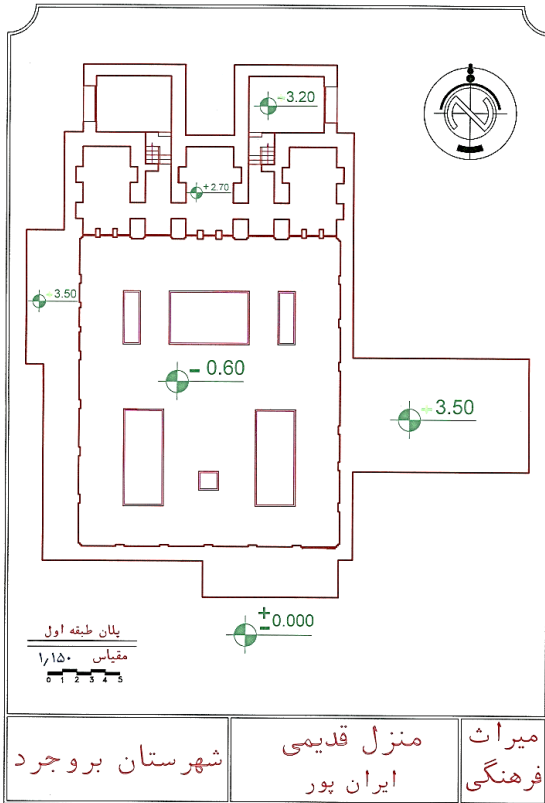 +3.20
+2.70
+3.50
- 0.60
+3.50
±0.000
پلان طبقه اول
مقیاس ۱/۱۵۰
0 1 2 3 4 5
میراث
فرهنگی
منزل قدیمی
ایران پور
شهرستان بروجرد